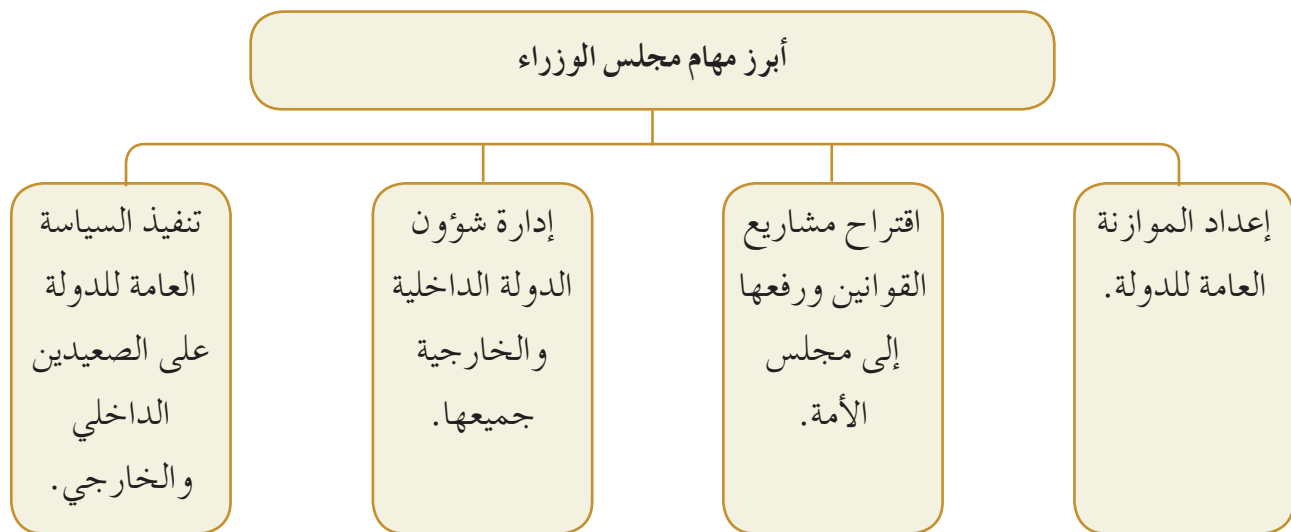 أبرز مهام مجلس الوزراء
إعداد الموازنة
العامة للدولة.
اقتراح مشاريع
القوانين ورفعها
إلى مجلس
الأمة.
إدارة شؤون
الدولة الداخلية
والخارجية
جميعها.
تنفيذ السياسة
العامة للدولة
على الصعيدين
الداخلي
والخارجي.